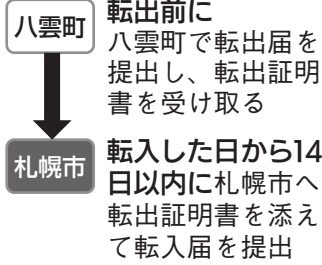 八雲町
転出前に
八雲町で転出届を
提出し、転出証明
書を受け取る
札幌市
転入した日から14
日以内に札幌市へ
転出証明書を添え
て転入届を提出